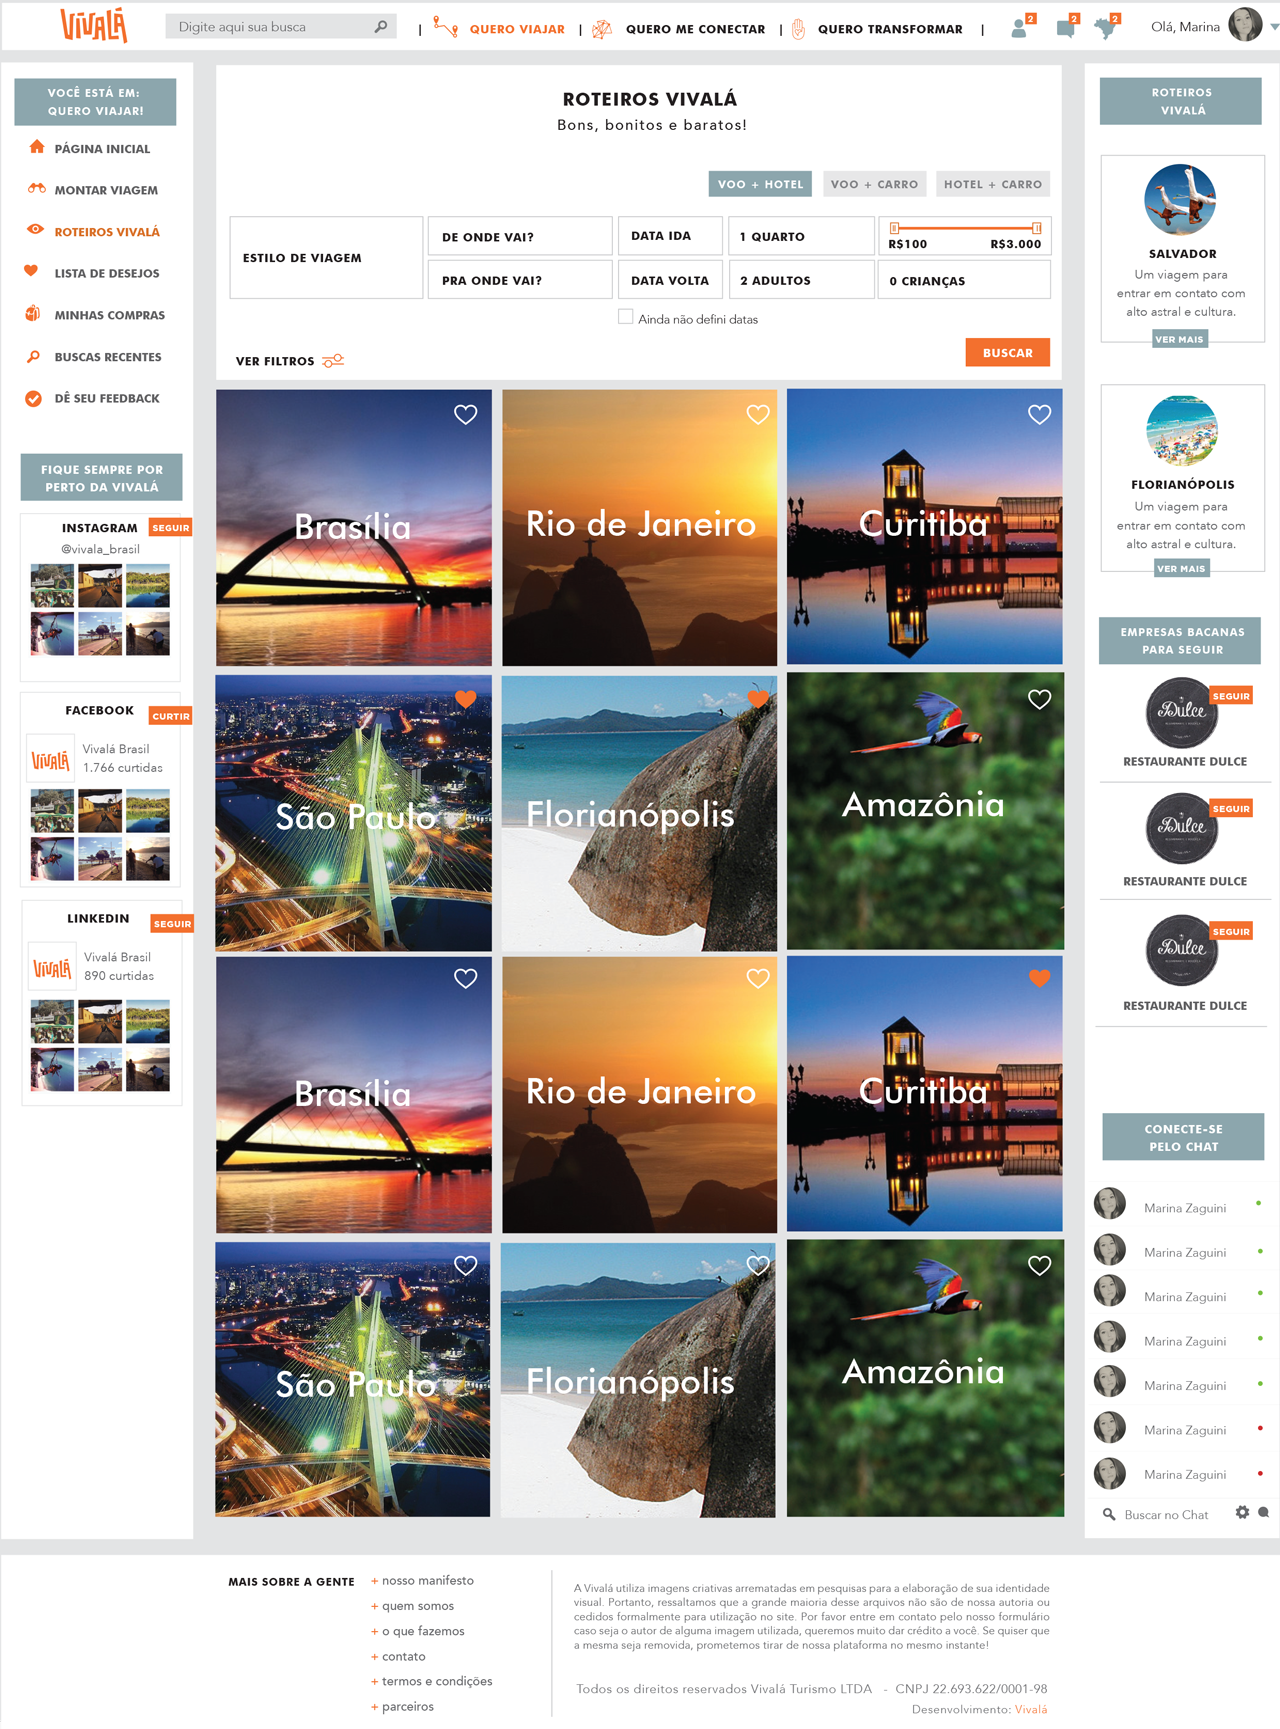 VIVALÁ
Digite aqui sua busca
| QUERO VIAJAR | QUERO ME CONECTAR | QUERO TRANSFORMAR |
2 2 2
Olá, Marina
VOCÊ ESTÁ EM:
QUERO VIAJAR!
PÁGINA INICIAL
MONTAR VIAGEM
ROTEIROS VIVALÁ
LISTA DE DESEJOS
MINHAS COMPRAS
BUSCAS RECENTES
DÊ SEU FEEDBACK
FIQUE SEMPRE POR
PERTO DA VIVALÁ
INSTAGRAM
SEGUIR
@vivala_brasil
FACEBOOK
CURTIR
VIVALÁ
Vivalá Brasil
1.766 curtidas
LINKEDIN
SEGUIR
VIVALÁ
Vivalá Brasil
890 curtidas
ROTEIROS VIVALÁ
Bons, bonitos e baratos!
VOO + HOTEL
VOO + CARRO
HOTEL + CARRO
ESTILO DE VIAGEM
DE ONDE VAI?
DATA IDA
1 QUARTO
R$100
R$3.000
PRA ONDE VAI?
DATA VOLTA
2 ADULTOS
0 CRIANÇAS
Ainda não defini datas
VER FILTROS
BUSCAR
Brasília
Rio de Janeiro
Curitiba
São Paulo
Florianópolis
Amazônia
Brasília
Rio de Janeiro
Curitiba
São Paulo
Florianópolis
Amazônia
ROTEIROS
VIVALÁ
SALVADOR
Um viagem para
entrar em contato com
alto astral e cultura.
VER MAIS
FLORIANÓPOLIS
Um viagem para
entrar em contato com
alto astral e cultura.
VER MAIS
EMPRESAS BACANAS
PARA SEGUIR
Dulce
SEGUIR
RESTAURANTE DULCE
Dulce
SEGUIR
RESTAURANTE DULCE
Dulce
SEGUIR
RESTAURANTE DULCE
CONECTE-SE
PELO CHAT
Marina Zaguini
Marina Zaguini
Marina Zaguini
Marina Zaguini
Marina Zaguini
Marina Zaguini
Marina Zaguini
Buscar no Chat
MAIS SOBRE A GENTE
+ nosso manifesto
+ quem somos
+ o que fazemos
+ contato
+ termos e condições
+ parceiros
A Vivalá utiliza imagens criativas arrematadas em pesquisas para a elaboração de sua identidade
visual. Portanto, ressaltamos que a grande maioria desse arquivos não são de nossa autoria ou
cedidos formalmente para utilização no site. Por favor entre em contato pelo nosso formulário
caso seja o autor de alguma imagem utilizada, queremos muito dar crédito a você. Se quiser que
a mesma seja removida, prometemos tirar de nossa plataforma no mesmo instante!
Todos os direitos reservados Vivalá Turismo LTDA - CNPJ 22.693.622/0001-98
Desenvolvimento: Vivalá